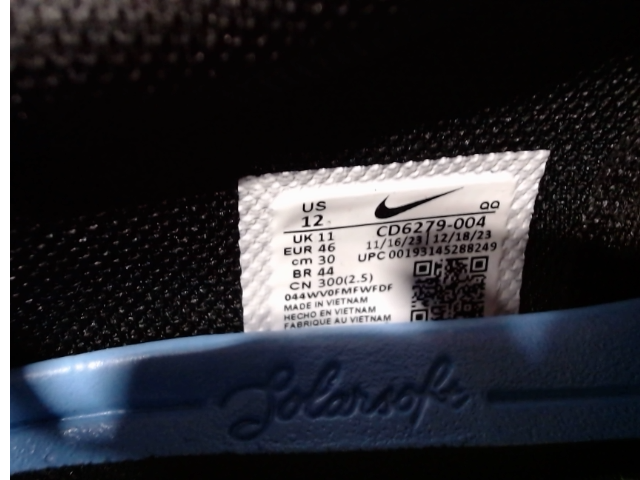 US
12
QQ
CD6279-004
UK 11
11/16/23 | 12/18/23
EUR 46
UPC 00193145288249
cm 30
BR 44
CN 300(2.5)
044WV0FMFWFDF
MADE IN VIETNAM
HECHO EN VIETNAM
FABRIQUE AU VIETNAM
Solarsoft